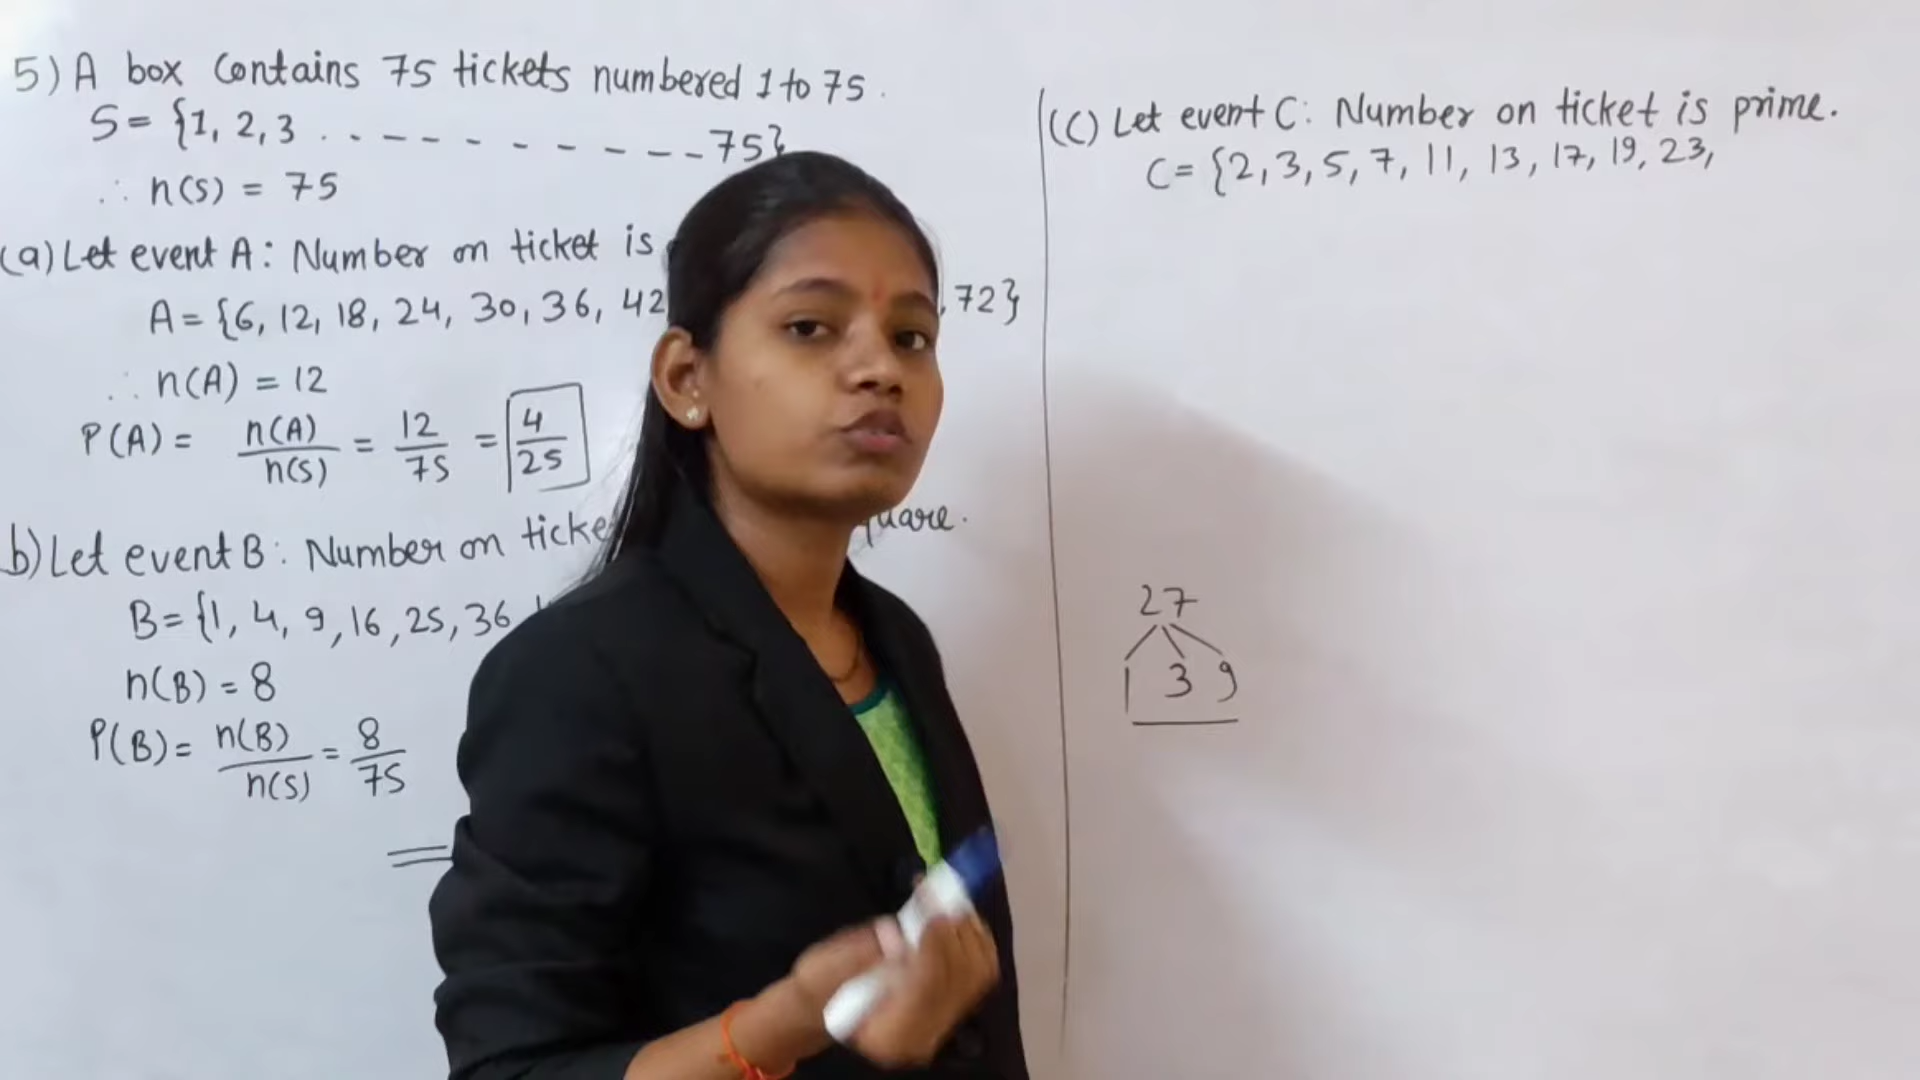 5) A box Contains 75 tickets numbered 1 to 75.
S = {1, 2, 3 . . - - - - - - - - - - 75}
∴ n(S) = 75
(a) Let event A: Number on ticket is
A = {6, 12, 18, 24, 30, 36, 42 , 72}
∴ n(A) = 12
P(A) = n(A)/n(S) = 12/75 = 4/25
b) Let event B: Number on
B = {1, 4, 9, 16, 25, 36
n(B) = 8
P(B) = n(B)/n(S) = 8/75
(C) Let event C: Number on ticket is prime.
C = {2, 3, 5, 7, 11, 13, 17, 19, 23,
27
1 3 9